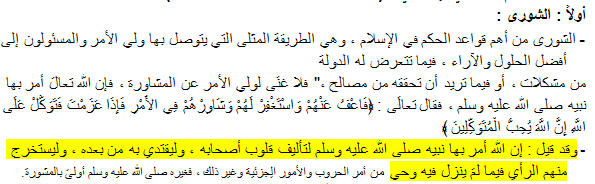 أولاً : الشورى :
- الشورى من أهم قواعد الحكم في الإسلام ، وهي الطريقة المثلى التي يتوصل بها ولي الأمر والمسئولون إلى
أفضل الحلول والآراء ، فيما تتعرض له الدولة
من مشكلات ، أو فيما تريد أن تحققه من مصالح ،" فلا غنى لولي الأمر عن المشاورة ، فإن الله تعالى أمر بها
نبيه صلى الله عليه وسلم ، فقال تعالى : ﴿فَاعْفُ عَنْهُمْ وَاسْتَغْفِرْ لَهُمْ وَشَاوِرْهُمْ فِي الْأَمْرِ فَإِذَا عَزَمْتَ فَتَوَكَّلْ عَلَى
اللَّهِ إِنَّ اللَّهَ يُحِبُّ الْمُتَوَكِّلِينَ ﴾
- وقد قيل : إن الله أمر بها نبيه صلى الله عليه وسلم لتأليف قلوب أصحابه ، وليقتدي به من بعده ، وليستخرج
منهم الرأي فيما لم ينزل فيه وحي من أمر الحروب والأمور الجزئية وغير ذلك ، فغيره صلى الله عليه وسلم أولى بالمشورة.